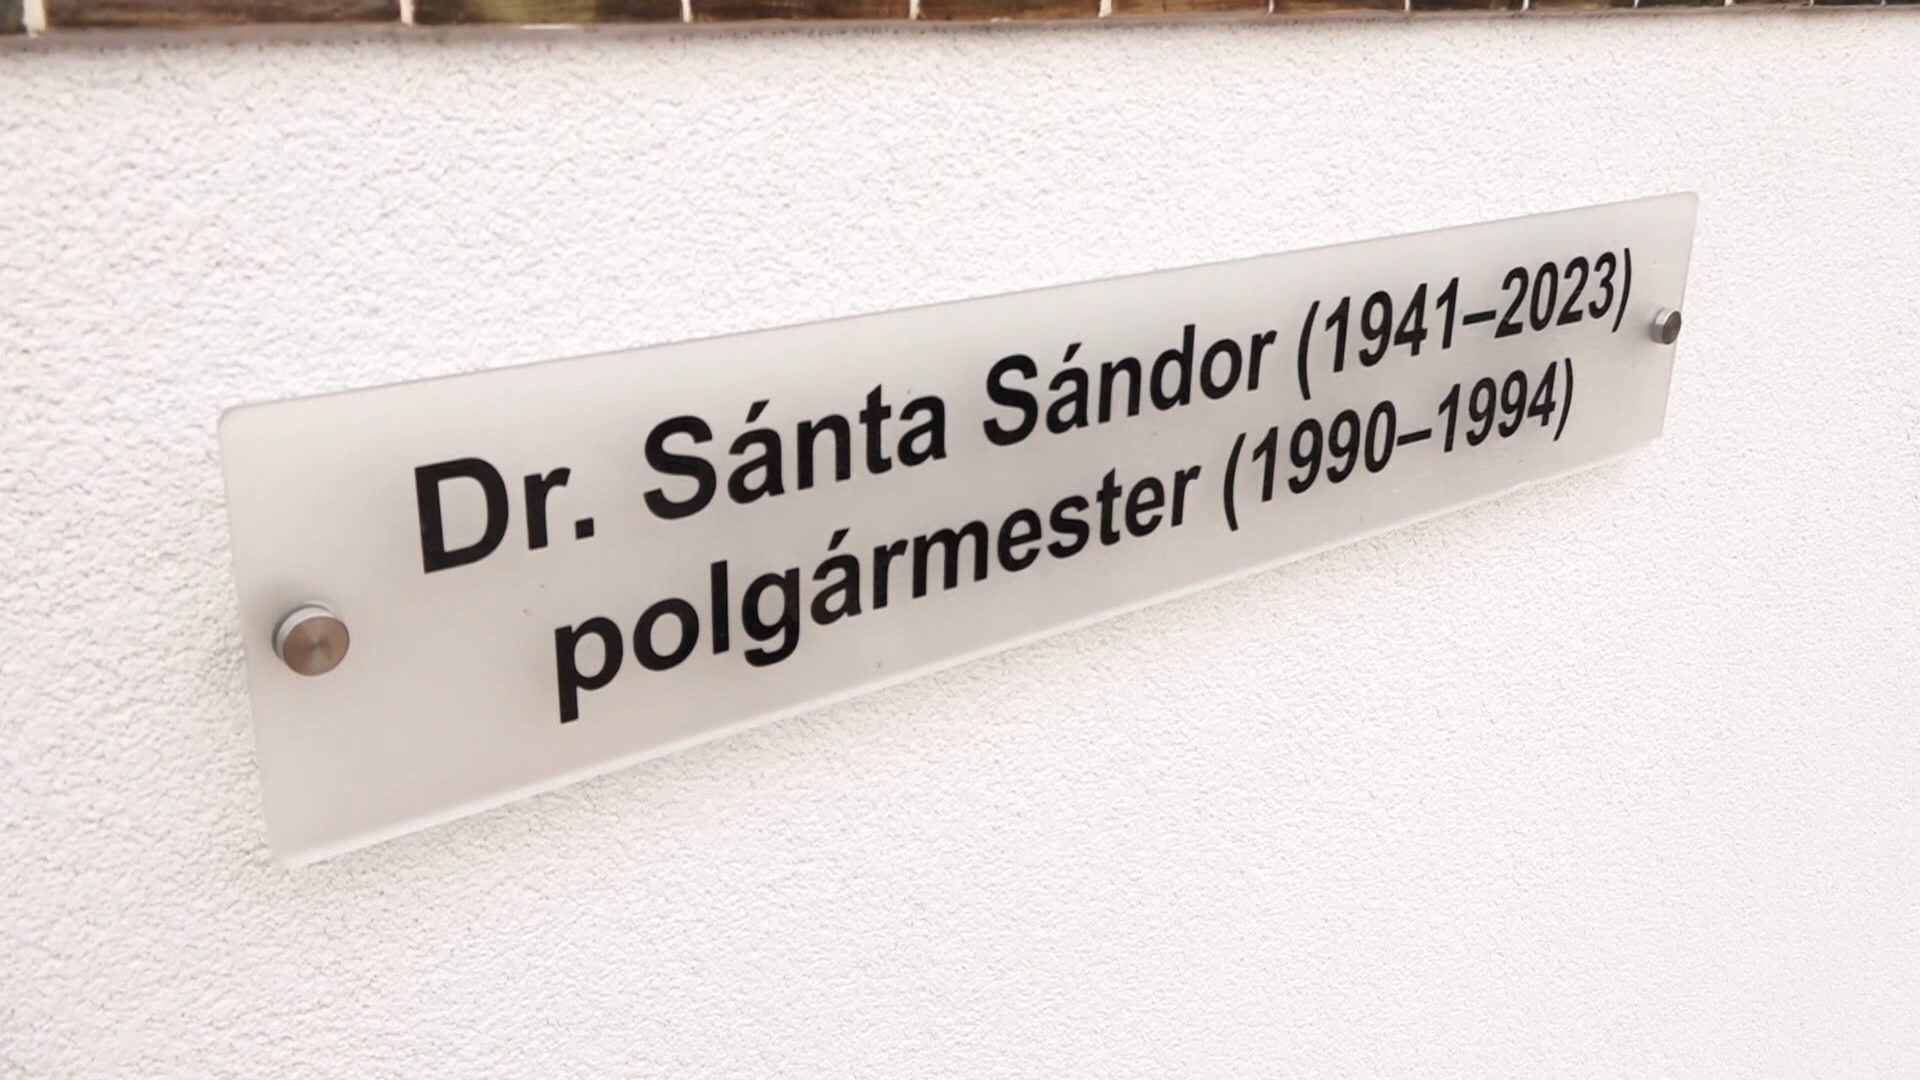 Dr. Sánta Sándor (1941–2023)
polgármester (1990–1994)